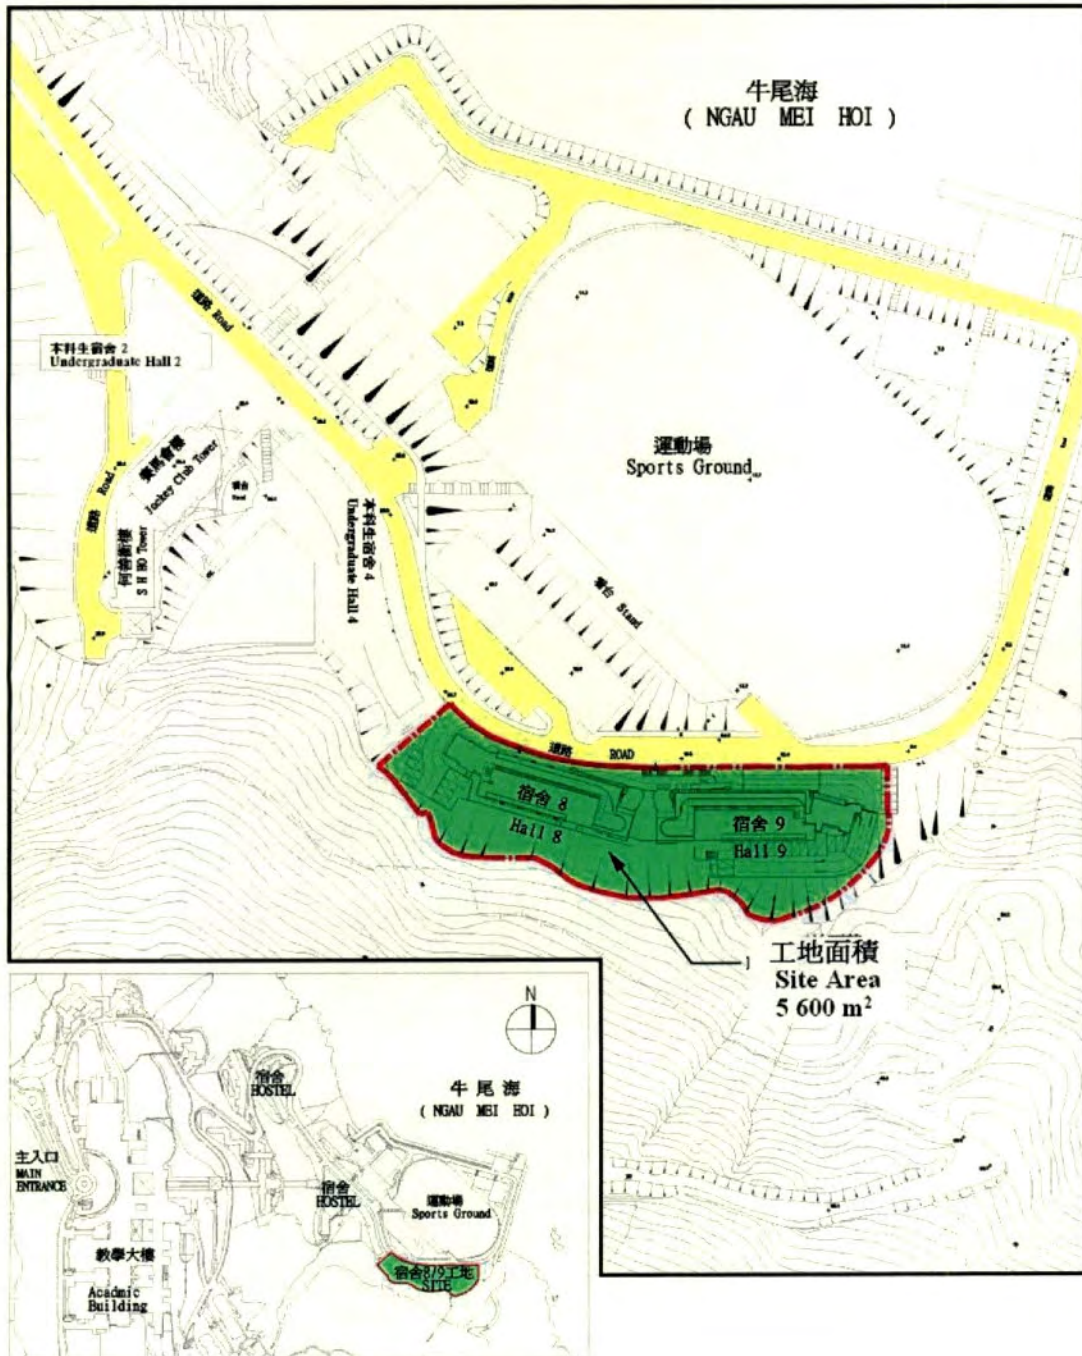 牛尾海
( NGAU MEI HOI )
道路 Road
本科生宿舍 2
Undergraduate Hall 2
賽馬會樓
Jockey Club Tower
道路 Road
何善衡樓
S H HO Tower
本科生宿舍 4
Undergraduate Hall 4
運動場
Sports Ground
看台 Stand
道路 ROAD
宿舍 8
Hall 8
宿舍 9
Hall 9
工地面積
Site Area
5 600 m²
N
牛尾海
( NGAU MEI HOI )
宿舍
HOSTEL
主入口
MAIN
ENTRANCE
宿舍
HOSTEL
運動場
Sports Ground
教學大樓
Acadmic
Building
宿舍8/9工地
SITE